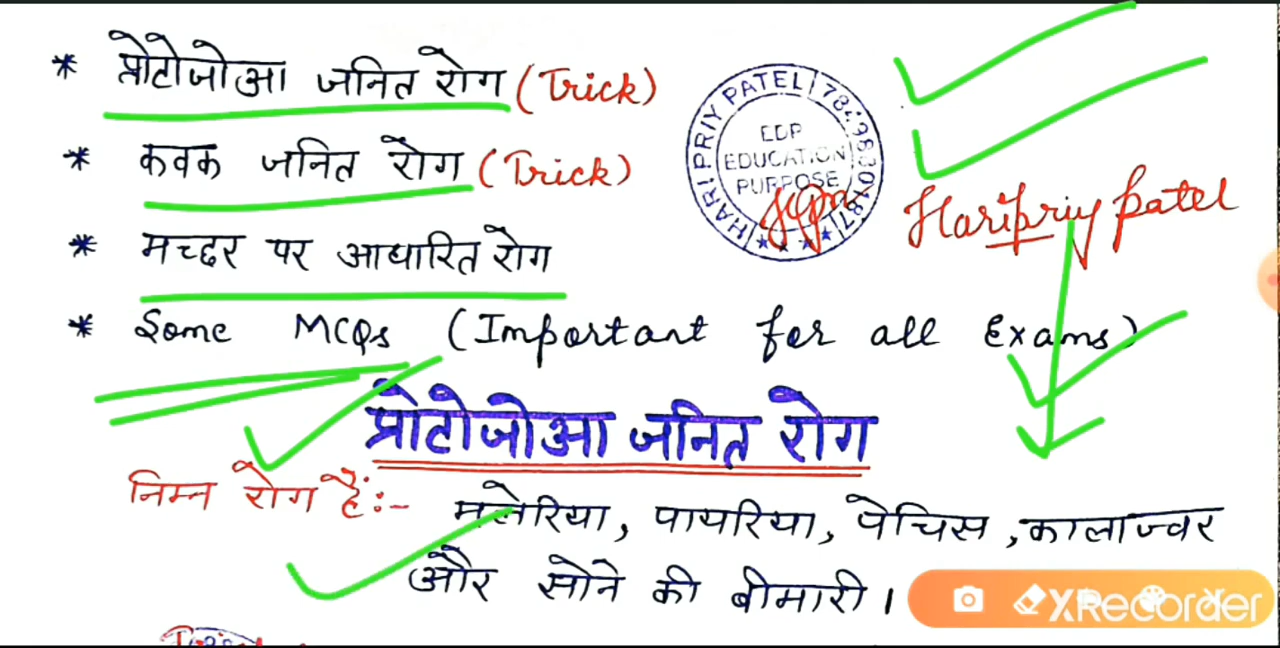 * प्रोटोजोआ जनित रोग (Trick)
* कवक जनित रोग (Trick)
* मच्छर पर आधारित रोग
* Some MCQs (Important for all Exams)
HARI PRIY PATEL
EDP
EDUCATION
PURPOSE
Haripriy Patel
प्रोटोजोआ जनित रोग
निम्न रोग हैं:- मलेरिया, पायरिया, पेचिस, कालाज्वर
और सोने की बीमारी।
XRecorder